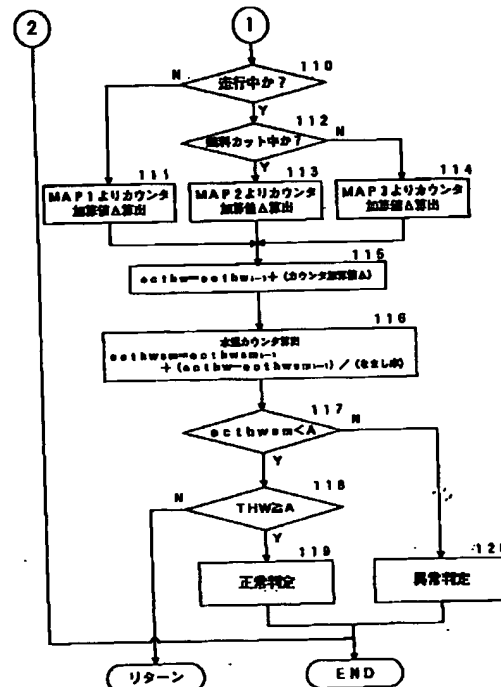 2
1
110
走行中か?
N
Y
112
燃料カット中か?
N
Y
111
113
114
MAP1よりカウンタ
加算値Δ算出
MAP2よりカウンタ
加算値Δ算出
MAP3よりカウンタ
加算値Δ算出
115
ecthw=ecthwi-1+(カウンタ加算値Δ)
116
水温カウンタ算出
ecthwsm=ecthwsmi-1
+(ecthw-ecthwsmi-1)/(なまし率)
117
ecthwsm<A
N
Y
118
THW≧A
N
Y
119
正常判定
異常判定
リターン
END